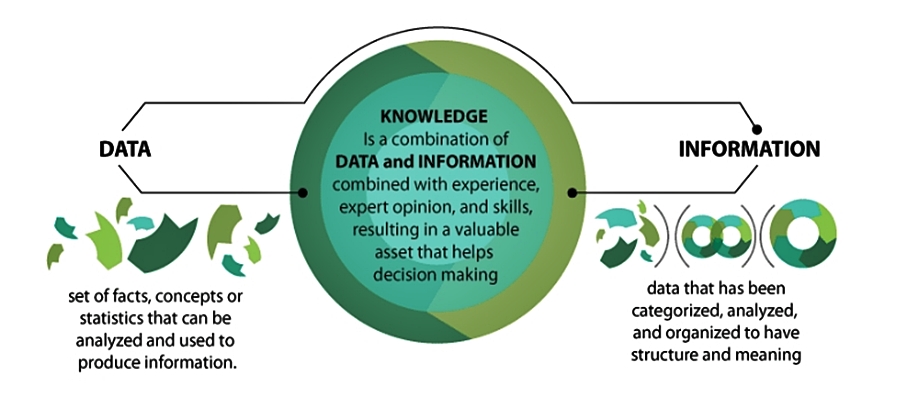 DATA
set of facts, concepts or
statistics that can be
analyzed and used to
produce information.
KNOWLEDGE
Is a combination of
DATA and INFORMATION
combined with experience,
expert opinion, and skills,
resulting in a valuable
asset that helps
decision making
INFORMATION
data that has been
categorized, analyzed,
and organized to have
structure and meaning